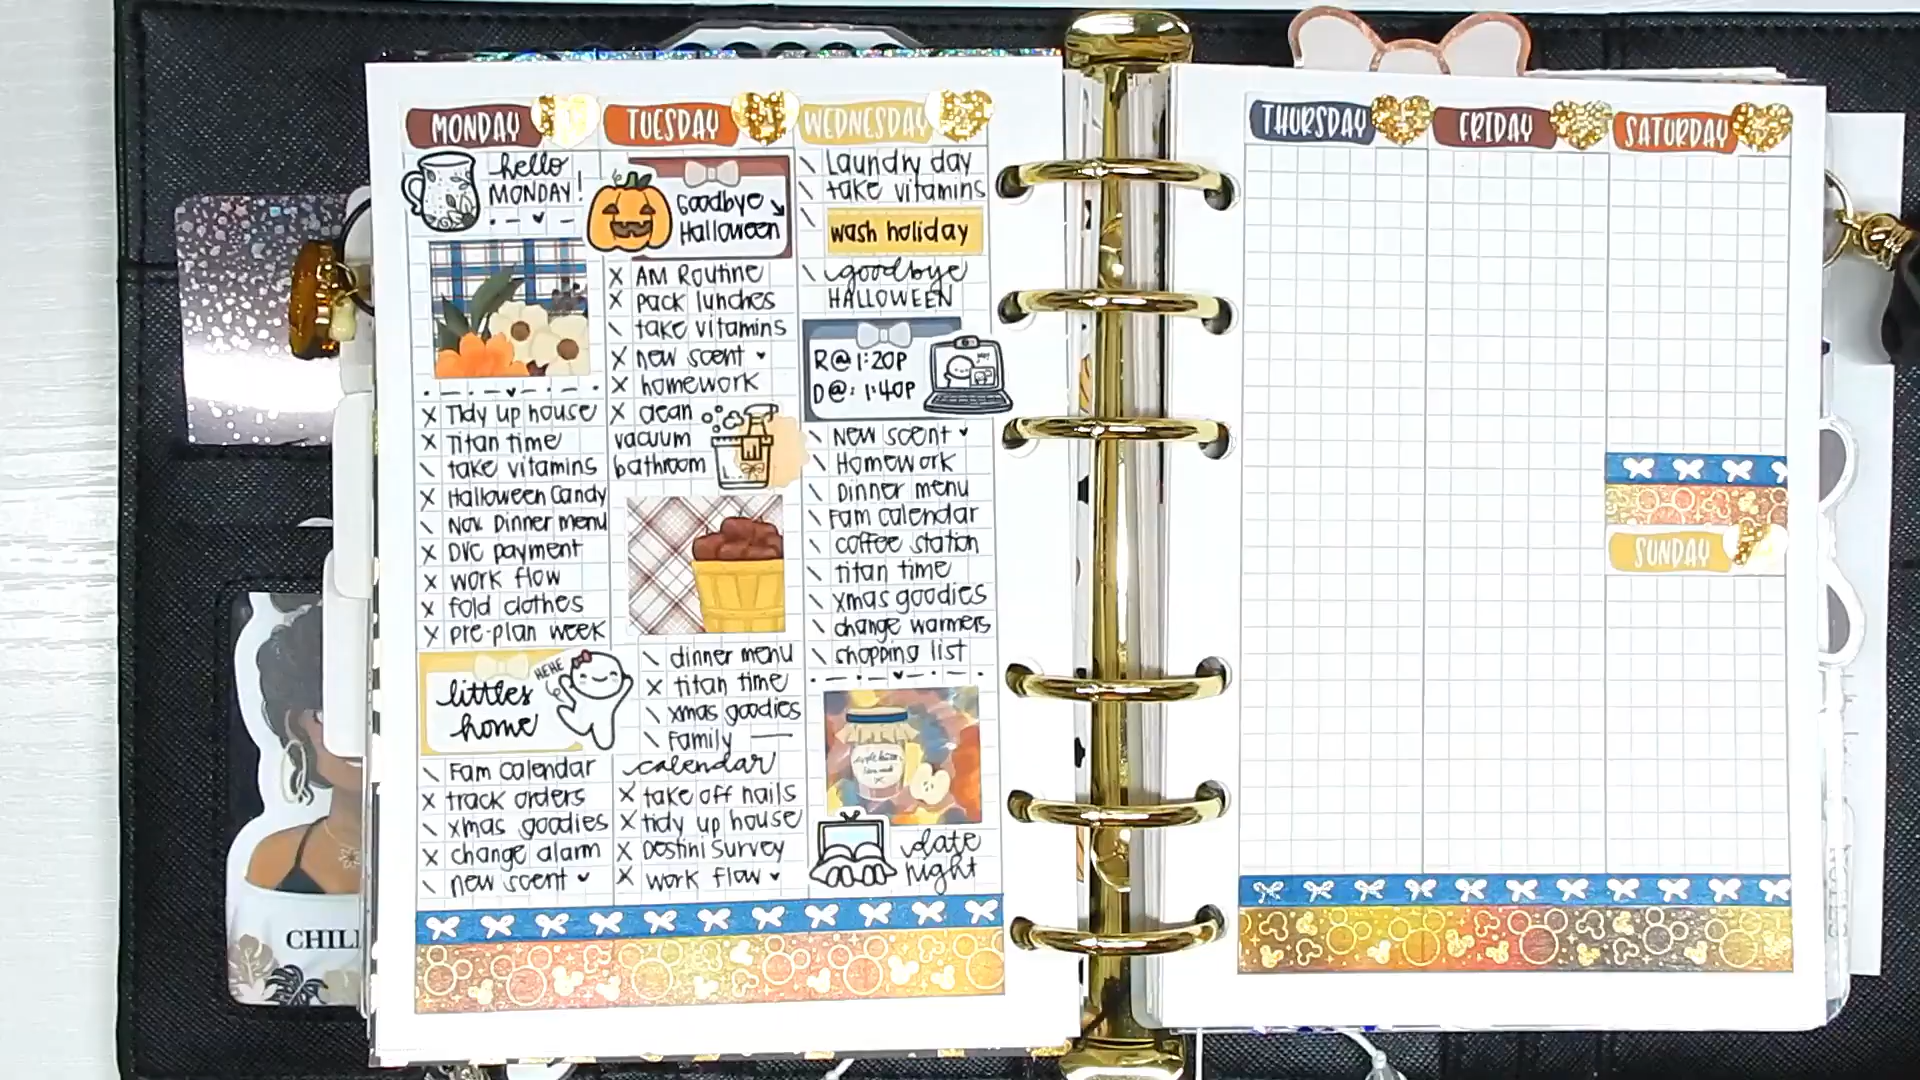 MONDAY
hello
MONDAY!
X Tidy up house
X Titan time
\ take vitamins
X Halloween Candy
\ Nov. Dinner menu
X DVC payment
X work flow
X fold clothes
X pre-plan week
HEHE
littles
home
\ Fam Calendar
X track orders
\ xmas goodies
X change alarm
\ new scent
TUESDAY
Goodbye
Halloween
X AM Routine
X pack lunches
\ take vitamins
X new scent
X homework
X clean
vacuum
bathroom
\ dinner menu
X titan time
\ xmas goodies
\ Family
calendar
X take off nails
X tidy up house
X Destini Survey
X work flow
WEDNESDAY
\ Laundry day
\ take vitamins
\ wash holiday
\ goodbye
HALLOWEEN
R@ 1:20P
D@: 1:40P
\ New scent
\ Homework
\ Dinner menu
\ Fam calendar
\ coffee station
\ titan time
\ xmas goodies
\ change warmers
\ shopping list
date
night
THURSDAY
FRIDAY
SATURDAY
SUNDAY
CHILL